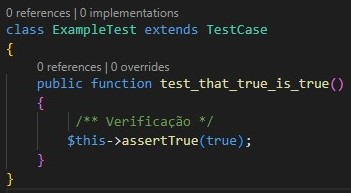 0 references | 0 implementations
class ExampleTest extends TestCase
{
0 references | 0 overrides
public function test_that_true_is_true()
{
/** Verificação */
$this->assertTrue(true);
}
}